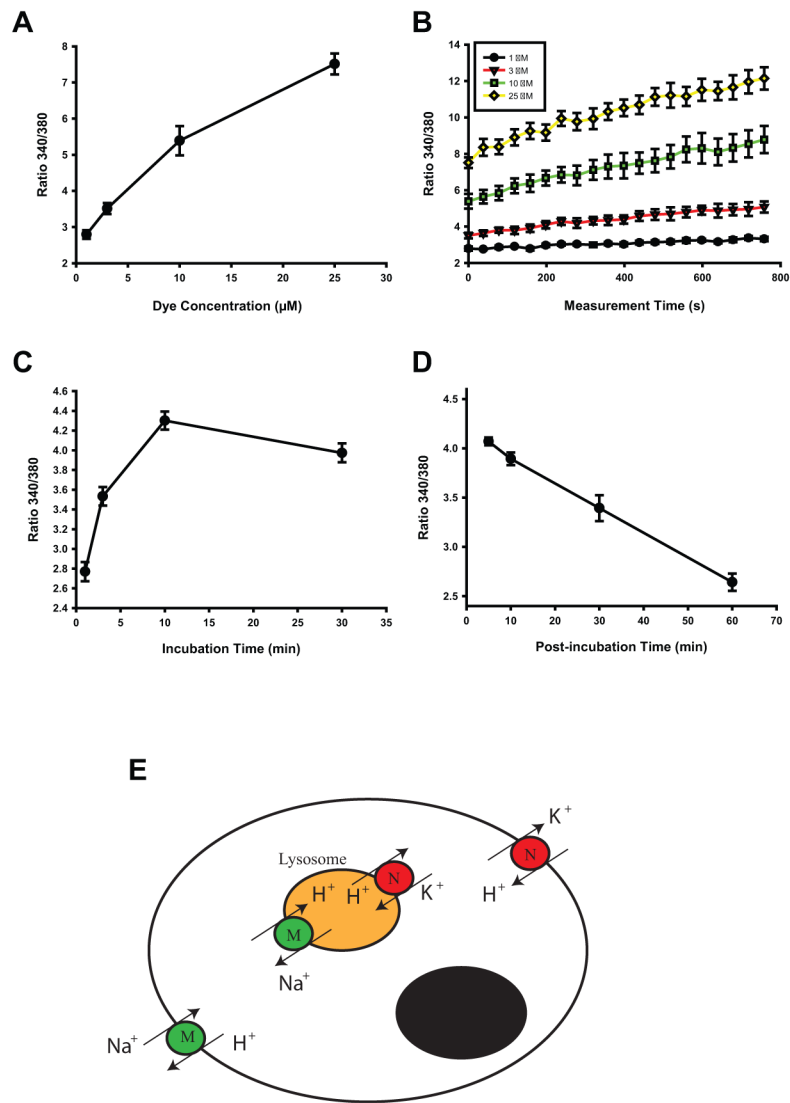 A
Ratio 340/380
8
7
6
5
4
3
2
0 5 10 15 20 25 30
Dye Concentration (µM)
B
Ratio 340/380
14
12
10
8
6
4
2
1 M
3 M
10 M
25 M
0 200 400 600 800
Measurement Time (s)
C
Ratio 340/380
4.6
4.4
4.2
4.0
3.8
3.6
3.4
3.2
3.0
2.8
2.6
2.4
0 5 10 15 20 25 30 35
Incubation Time (min)
D
Ratio 340/380
4.5
4.0
3.5
3.0
2.5
0 10 20 30 40 50 60 70
Post-incubation Time (min)
E
K+
N
H+
Lysosome
H+
H+
N
K+
M
Na+
Na+
M
H+